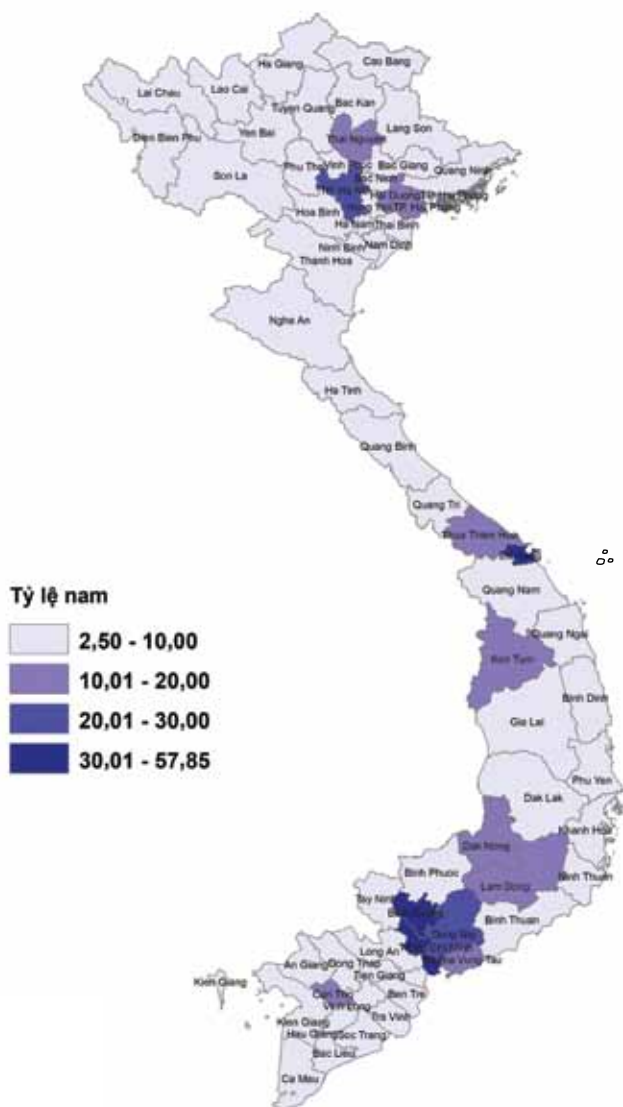 Ha Giang
Cao Bang
Lai Chau
Lao Cai
Tuyen Quang
Bac Kan
Dien Bien Phu
Yen Bai
Thai Nguyen
Lang Son
Phu Tho
Vinh Phuc
Bac Giang
Quang Ninh
Son La
Bac Ninh
Hai Duong
Hoa Binh
TP. Hai Phong
Ha Nam
Thai Binh
Ninh Binh
Nam Dinh
Thanh Hoa
Nghe An
Ha Tinh
Quang Binh
Quang Tri
Thua Thien Hue
Quang Nam
Tỷ lệ nam
2,50 - 10,00
10,01 - 20,00
20,01 - 30,00
30,01 - 57,85
Quang Ngai
Kon Tum
Binh Dinh
Gia Lai
Phu Yen
Dak Lak
Khanh Hoa
Dak Nong
Binh Phuoc
Lam Dong
Binh Thuan
Tay Ninh
Binh Thuan
Dong Nai
Long An
An Giang
Dong Thap
Tien Giang
Kien Giang
Can Tho
Ben Tre
Vinh Long
Tra Vinh
Kien Giang
Hau Giang
Soc Trang
Bac Lieu
Ca Mau